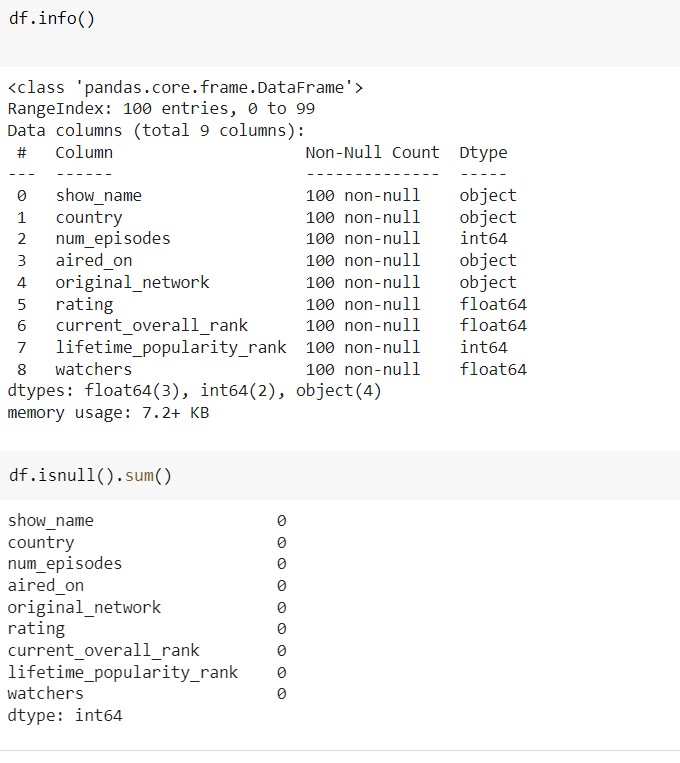 df.info()
<class 'pandas.core.frame.DataFrame'>
RangeIndex: 100 entries, 0 to 99
Data columns (total 9 columns):
 #   Column                    Non-Null Count  Dtype
---  ------                    --------------  -----
 0   show_name                 100 non-null    object
 1   country                   100 non-null    object
 2   num_episodes              100 non-null    int64
 3   aired_on                  100 non-null    object
 4   original_network          100 non-null    object
 5   rating                    100 non-null    float64
 6   current_overall_rank      100 non-null    float64
 7   lifetime_popularity_rank  100 non-null    int64
 8   watchers                  100 non-null    float64
dtypes: float64(3), int64(2), object(4)
memory usage: 7.2+ KB
df.isnull().sum()
show_name                   0
country                     0
num_episodes                0
aired_on                    0
original_network            0
rating                      0
current_overall_rank        0
lifetime_popularity_rank    0
watchers                    0
dtype: int64